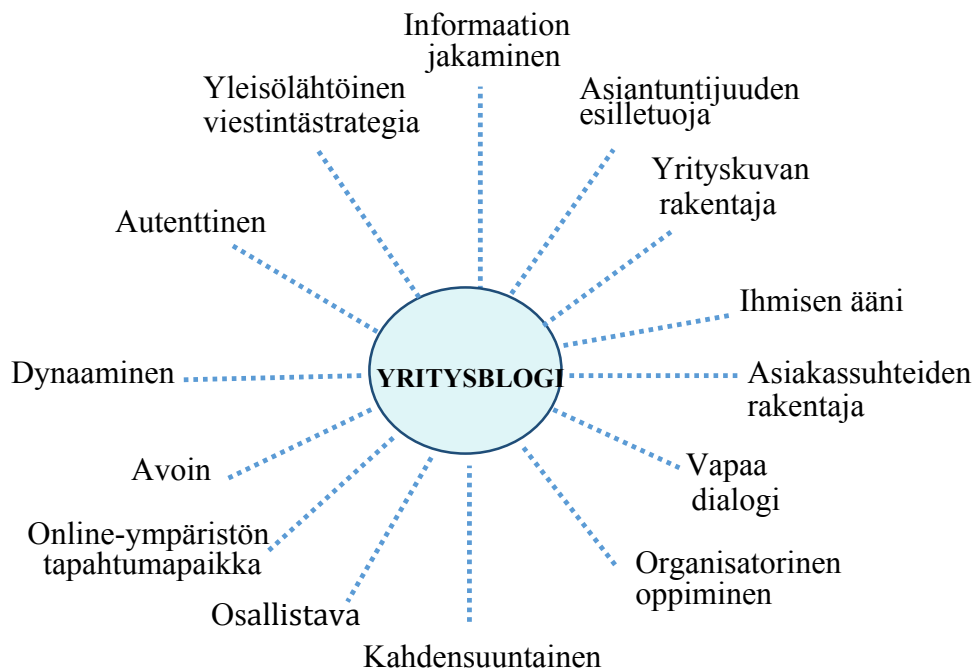 Informaation
jakaminen
Yleisölähtöinen
viestintästrategia
Asiantuntijuuden
esilletuoja
Yrityskuvan
rakentaja
Autenttinen
Ihmisen ääni
Dynaaminen
YRITYSBLOGI
Asiakassuhteiden
rakentaja
Avoin
Vapaa
dialogi
Online-ympäristön
tapahtumapaikka
Organisatorinen
oppiminen
Osallistava
Kahdensuuntainen